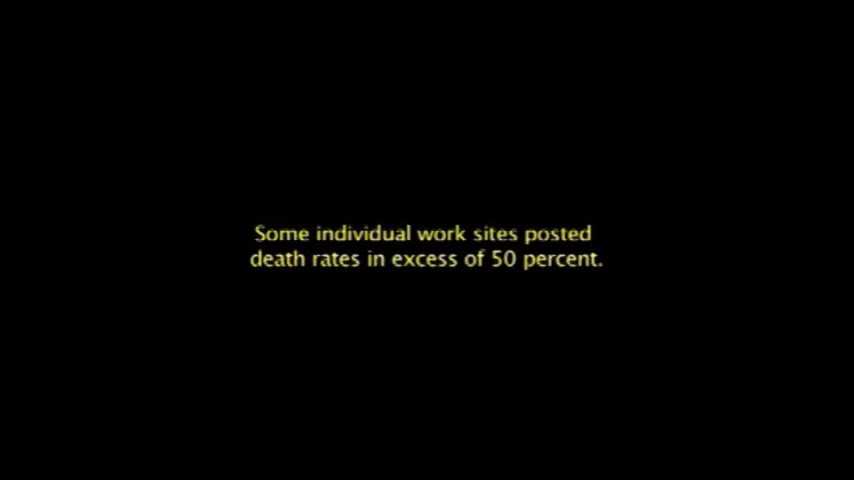 Some individual work sites posted
death rates in excess of 50 percent.